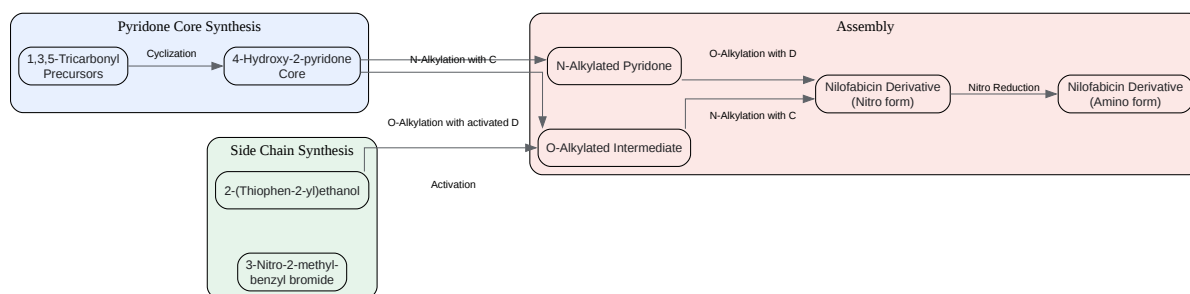 Pyridone Core Synthesis
1,3,5-Tricarbonyl
Precursors
Cyclization
4-Hydroxy-2-pyridone
Core
N-Alkylation with C
O-Alkylation with activated D
Side Chain Synthesis
2-(Thiophen-2-yl)ethanol
Activation
3-Nitro-2-methyl-
benzyl bromide
Assembly
N-Alkylated Pyridone
O-Alkylation with D
O-Alkylated Intermediate
N-Alkylation with C
Nilofabicin Derivative
(Nitro form)
Nitro Reduction
Nilofabicin Derivative
(Amino form)